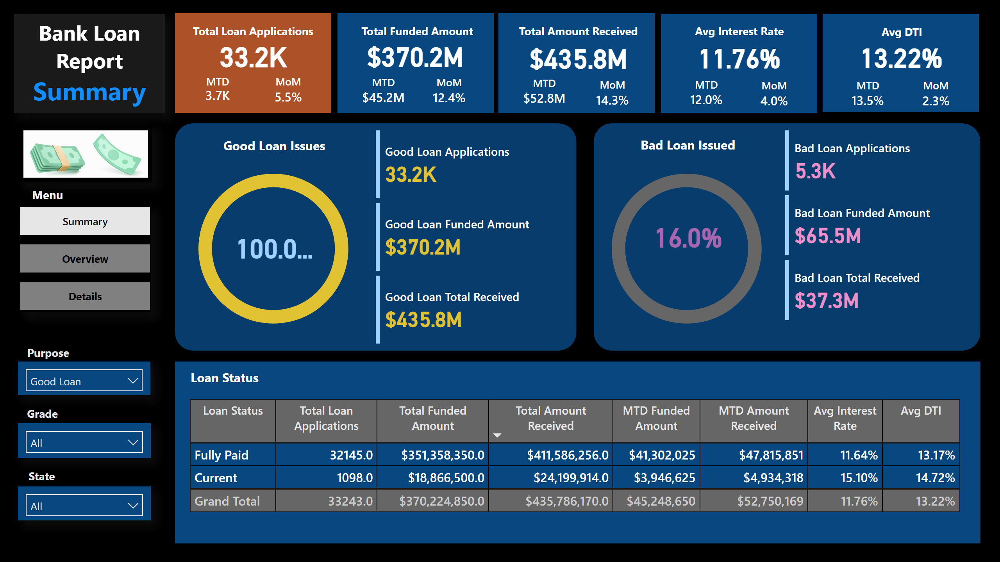 Bank Loan
Report
Summary
Total Loan Applications
33.2K
MTD
3.7K
MoM
5.5%
Total Funded Amount
$370.2M
MTD
$45.2M
MoM
12.4%
Total Amount Received
$435.8M
MTD
$52.8M
MoM
14.3%
Avg Interest Rate
11.76%
MTD
12.0%
MoM
4.0%
Avg DTI
13.22%
MTD
13.5%
MoM
2.3%
Menu
Summary
Overview
Details
Purpose
Good Loan
Grade
All
State
All
Good Loan Issues
100.0...
Good Loan Applications
33.2K
Good Loan Funded Amount
$370.2M
Good Loan Total Received
$435.8M
Bad Loan Issued
16.0%
Bad Loan Applications
5.3K
Bad Loan Funded Amount
$65.5M
Bad Loan Total Received
$37.3M
Loan Status
Loan Status Total Loan Applications Total Funded Amount Total Amount Received MTD Funded Amount MTD Amount Received Avg Interest Rate Avg DTI
Fully Paid 32145.0 $351,358,350.0 $411,586,256.0 $41,302,025 $47,815,851 11.64% 13.17%
Current 1098.0 $18,866,500.0 $24,199,914.0 $3,946,625 $4,934,318 15.10% 14.72%
Grand Total 33243.0 $370,224,850.0 $435,786,170.0 $45,248,650 $52,750,169 11.76% 13.22%